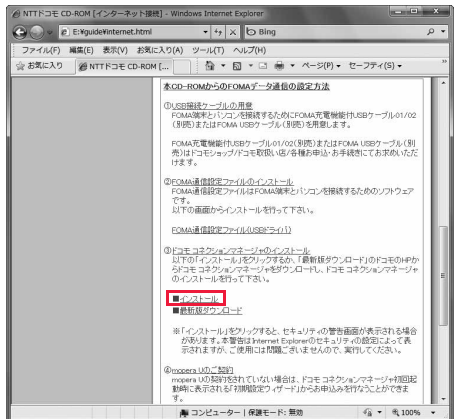 NTTドコモ CD-ROM [インターネット接続] - Windows Internet Explorer
E:¥guide¥internet.html
Bing
ファイル(F) 編集(E) 表示(V) お気に入り(A) ツール(T) ヘルプ(H)
お気に入り
NTTドコモ CD-ROM [...
ページ(P)
セーフティ(S)
本CD-ROMからのFOMAデータ通信の設定方法
①USB接続ケーブルの用意
FOMA端末とパソコンを接続するためにFOMA充電機能付USBケーブル01/02
(別売)またはFOMA USBケーブル(別売)を用意します。
FOMA充電機能付USBケーブル01/02(別売)またはFOMA USBケーブル(別
売)はドコモショップ/ドコモ取扱い店/各種お申込・お手続きにてお求めいただ
けます。
②FOMA通信設定ファイルのインストール
FOMA通信設定ファイルはFOMA端末とパソコンを接続するためのソフトウェア
です。
以下の画面からインストールを行って下さい。
FOMA通信設定ファイル(USBドライバ)
③ドコモ コネクションマネージャのインストール
以下の「インストール」をクリックするか、「最新版ダウンロード」のドコモのHPか
らドコモ コネクションマネージャをダウンロードし、ドコモ コネクションマネージャ
のインストールを行って下さい。
■インストール
■最新版ダウンロード
※「インストール」をクリックすると、セキュリティの警告画面が表示される場合
があります。本警告はInternet Explorerのセキュリティの設定によって表
示されますが、ご使用には問題ございませんので、実行してください。
④mopera Uのご契約
mopera Uの契約をされていない場合は、ドコモ コネクションマネージャ初回起
動時に表示される「初期設定ウィザード」からお申込みを行なうことができま
す。
コンピューター | 保護モード: 無効
100%